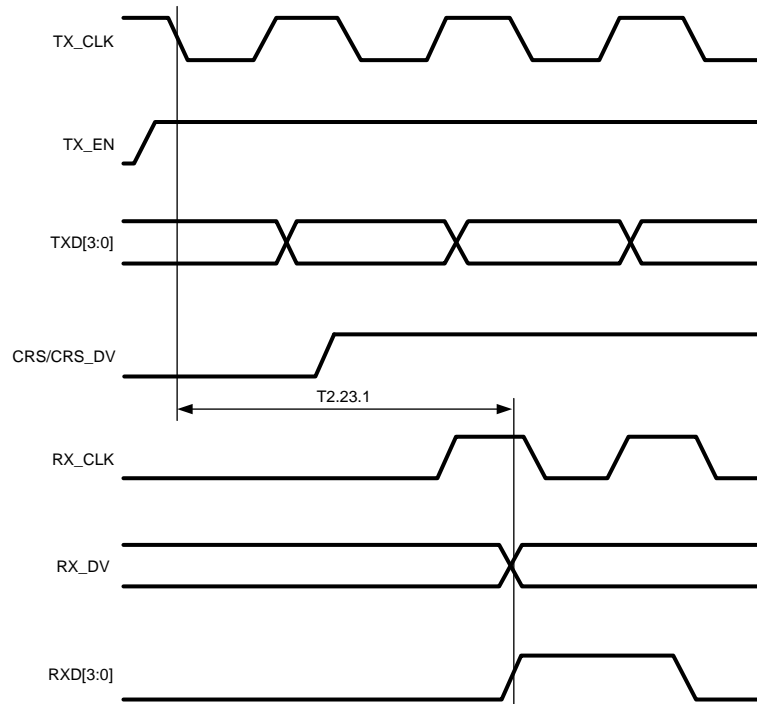 TX_CLK
TX_EN
TXD[3:0]
CRS/CRS_DV
T2.23.1
RX_CLK
RX_DV
RXD[3:0]